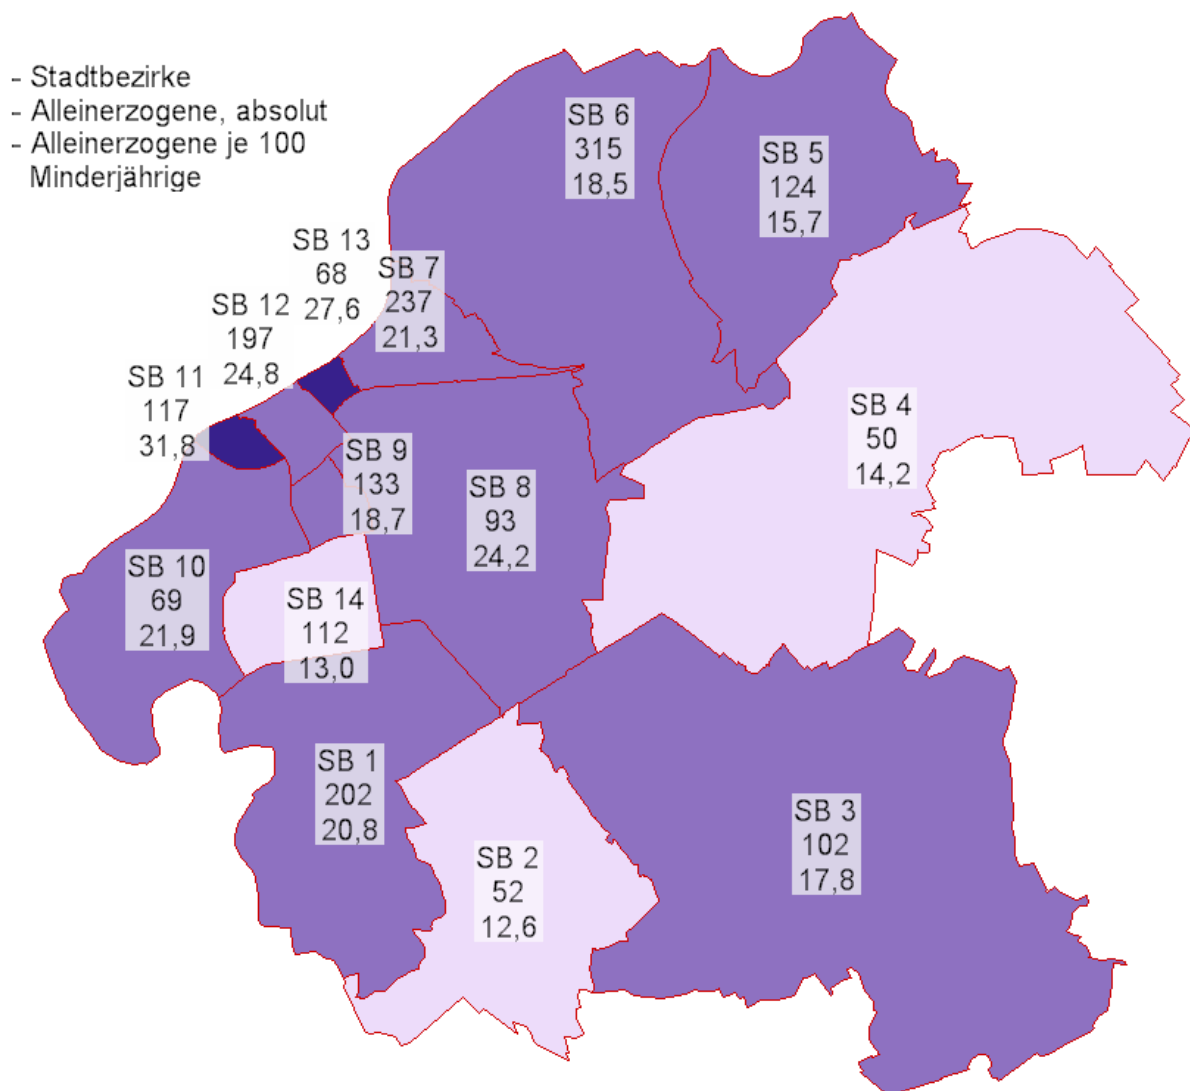 - Stadtbezirke
- Alleinerzogene, absolut
- Alleinerzogene je 100
Minderjährige
SB 6
315
18,5
SB 5
124
15,7
SB 13
68
27,6
SB 7
237
21,3
SB 12
197
24,8
SB 11
117
31,8
SB 4
50
14,2
SB 9
133
18,7
SB 8
93
24,2
SB 10
69
21,9
SB 14
112
13,0
SB 1
202
20,8
SB 3
102
17,8
SB 2
52
12,6